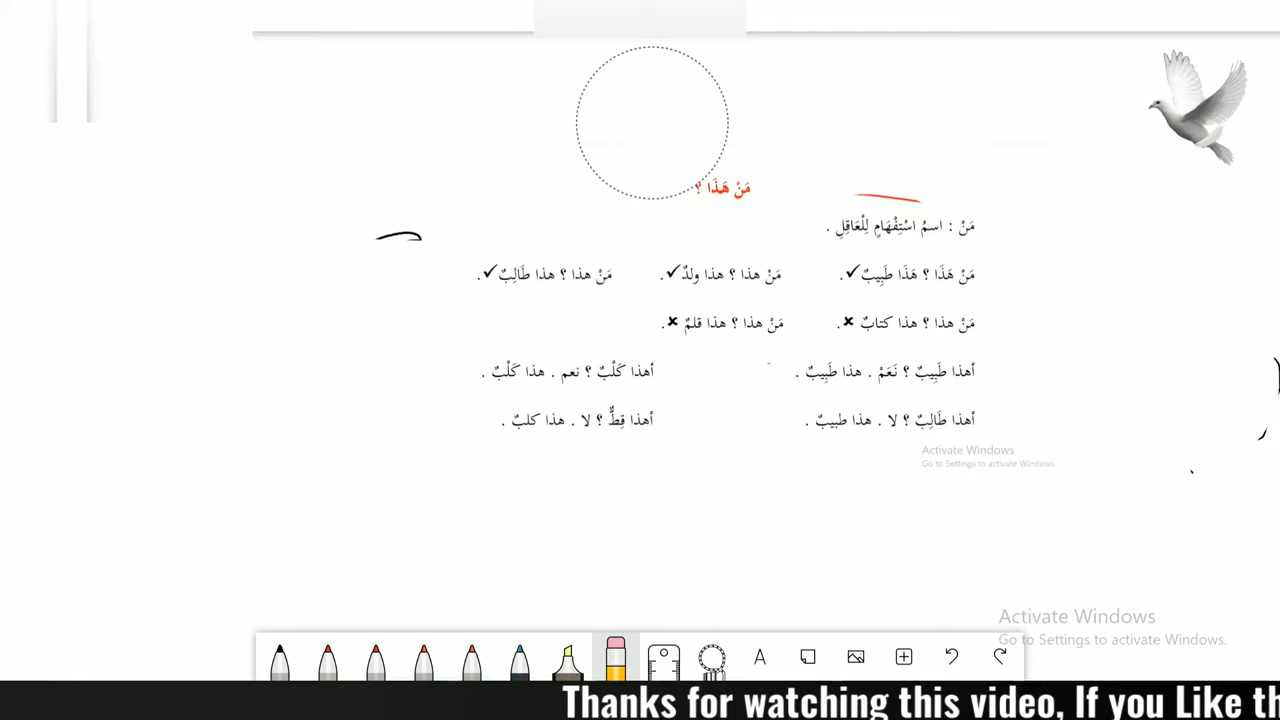 مَنْ هَذَا ؟
مَنْ : اسمُ اسْتِفْهَامٍ لِلْعَاقِلِ .
مَنْ هَذَا ؟ هَذَا طَبِيبٌ ✓. مَنْ هذا ؟ هذا ولدٌ ✓. مَنْ هذا ؟ هذا طَالِبٌ ✓.
مَنْ هذا ؟ هذا كتابٌ ✘. مَنْ هذا ؟ هذا قلمٌ ✘.
أهذا طَبِيبٌ ؟ نَعَمْ . هذا طَبِيبٌ . أهذا كَلْبٌ ؟ نعم . هذا كَلْبٌ .
أهذا طَالِبٌ ؟ لا . هذا طبيبٌ . أهذا قِطٌّ ؟ لا . هذا كلبٌ .
Activate Windows
Go to Settings to activate Windows.
Activate Windows
Go to Settings to activate Windows.
A
Thanks for watching this video, If you Like th